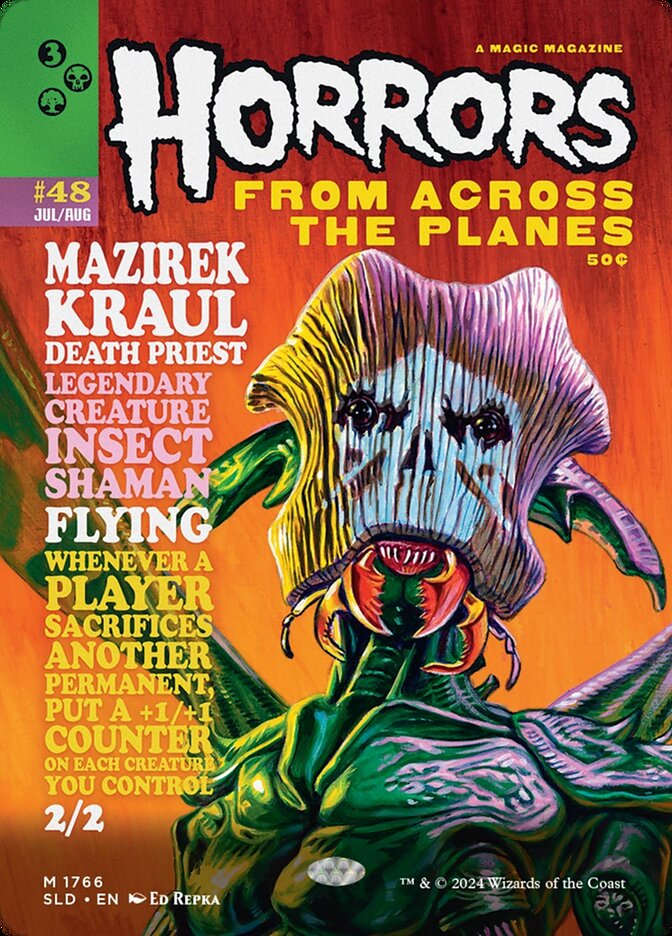 3
A MAGIC MAGAZINE
HORRORS
#48
JUL/AUG
FROM ACROSS
THE PLANES
50¢
MAZIREK
KRAUL
DEATH PRIEST
LEGENDARY
CREATURE
INSECT
SHAMAN
FLYING
WHENEVER A
PLAYER
SACRIFICES
ANOTHER
PERMANENT,
PUT A +1/+1
COUNTER
ON EACH CREATURE
YOU CONTROL
2/2
M 1766
SLD • EN ED REPKA
™ & © 2024 Wizards of the Coast